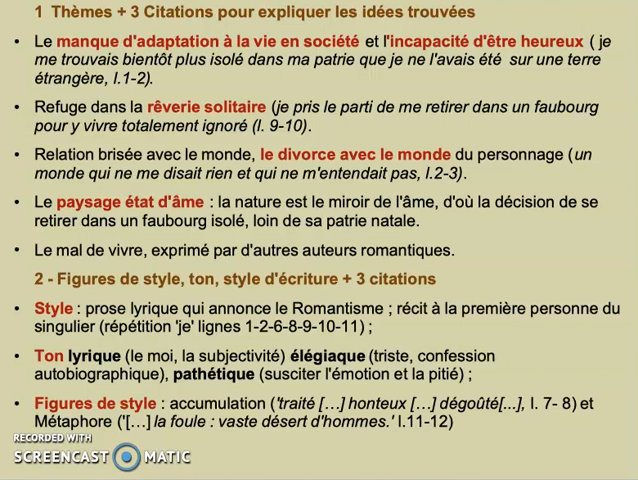 1 Thèmes + 3 Citations pour expliquer les idées trouvées
• Le manque d'adaptation à la vie en société et l'incapacité d'être heureux ( je
me trouvais bientôt plus isolé dans ma patrie que je ne l'avais été sur une terre
étrangère, l.1-2).
• Refuge dans la rêverie solitaire (je pris le parti de me retirer dans un faubourg
pour y vivre totalement ignoré (l. 9-10).
• Relation brisée avec le monde, le divorce avec le monde du personnage (un
monde qui ne me disait rien et qui ne m'entendait pas, l.2-3).
• Le paysage état d'âme : la nature est le miroir de l'âme, d'où la décision de se
retirer dans un faubourg isolé, loin de sa patrie natale.
• Le mal de vivre, exprimé par d'autres auteurs romantiques.
2 - Figures de style, ton, style d'écriture + 3 citations
• Style : prose lyrique qui annonce le Romantisme ; récit à la première personne du
singulier (répétition 'je' lignes 1-2-6-8-9-10-11) ;
• Ton lyrique (le moi, la subjectivité) élégiaque (triste, confession
autobiographique), pathétique (susciter l'émotion et la pitié) ;
• Figures de style : accumulation ('traité […] honteux […] dégoûté[...], l. 7- 8) et
Métaphore ('[…] la foule : vaste désert d'hommes.' l.11-12)
RECORDED WITH
SCREENCAST MATIC